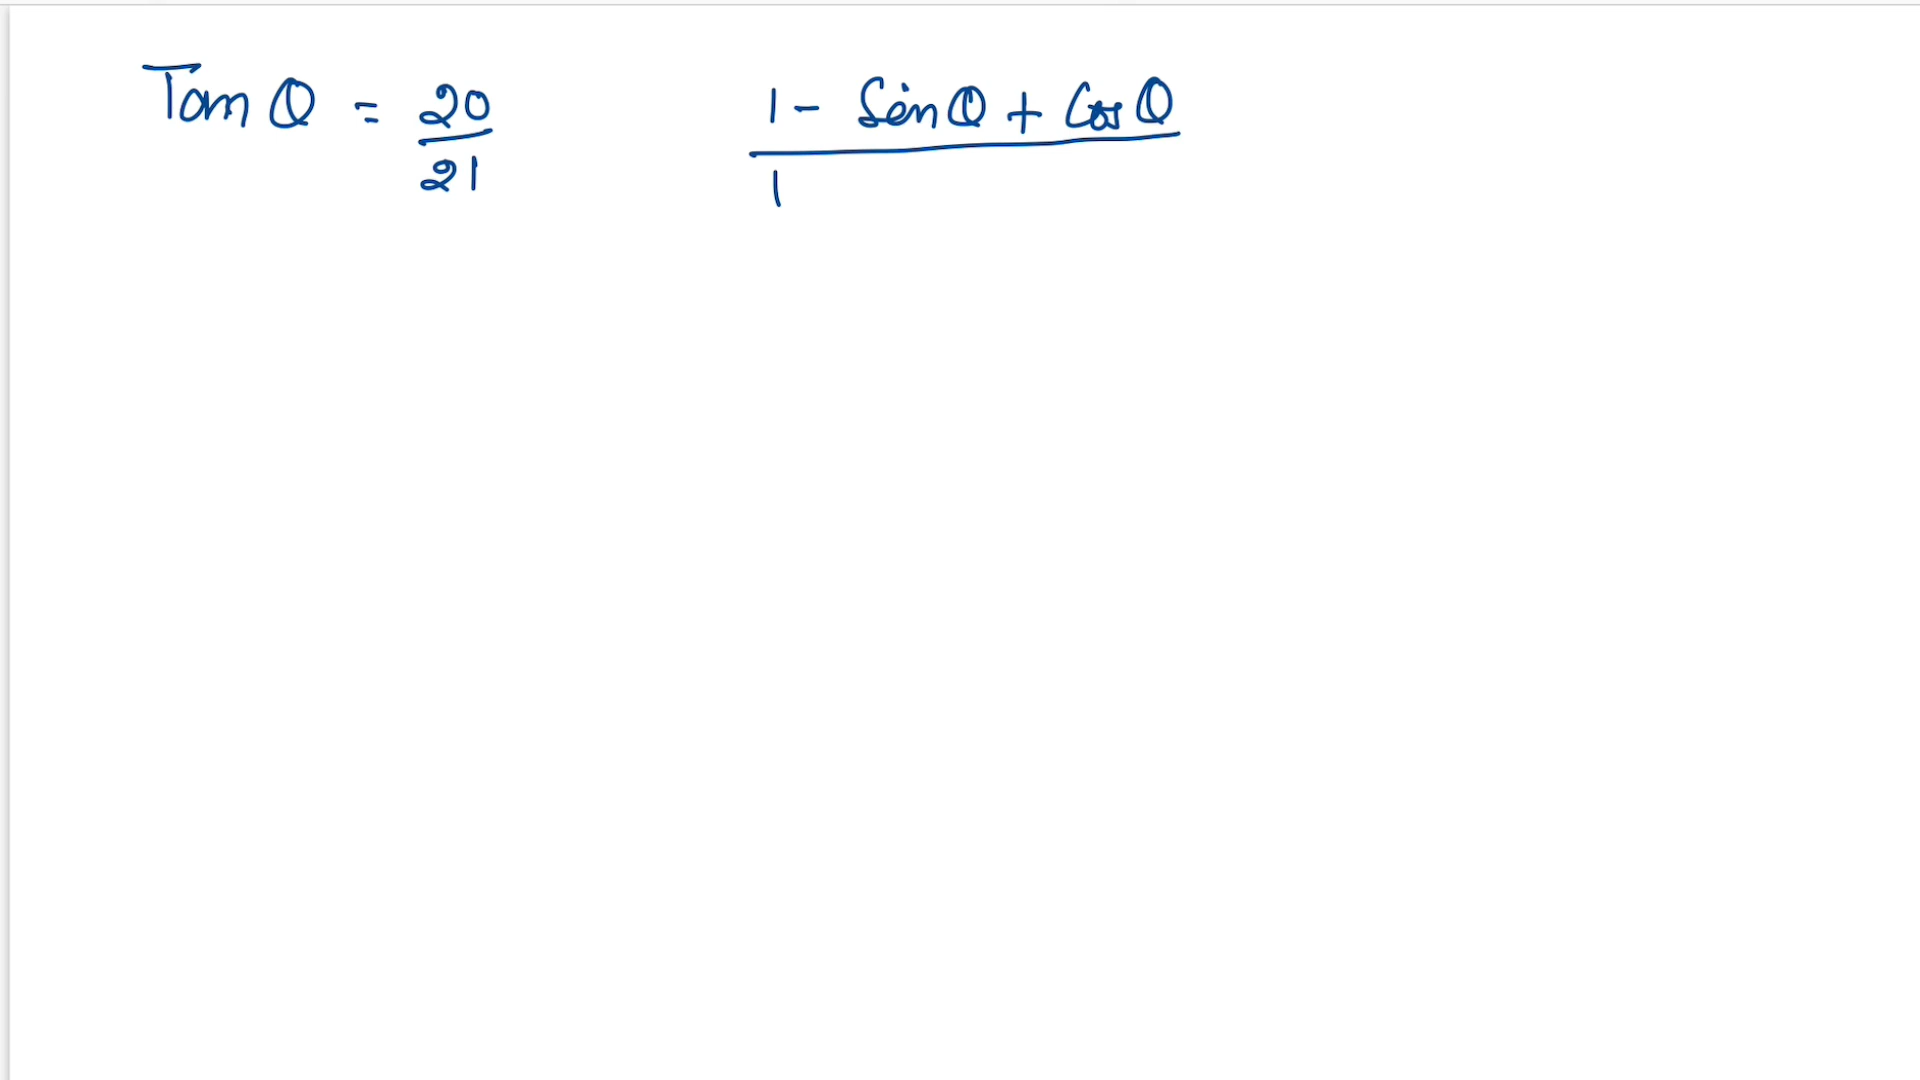 Tan θ = 20/21
1 - Sin θ + Cos θ
1